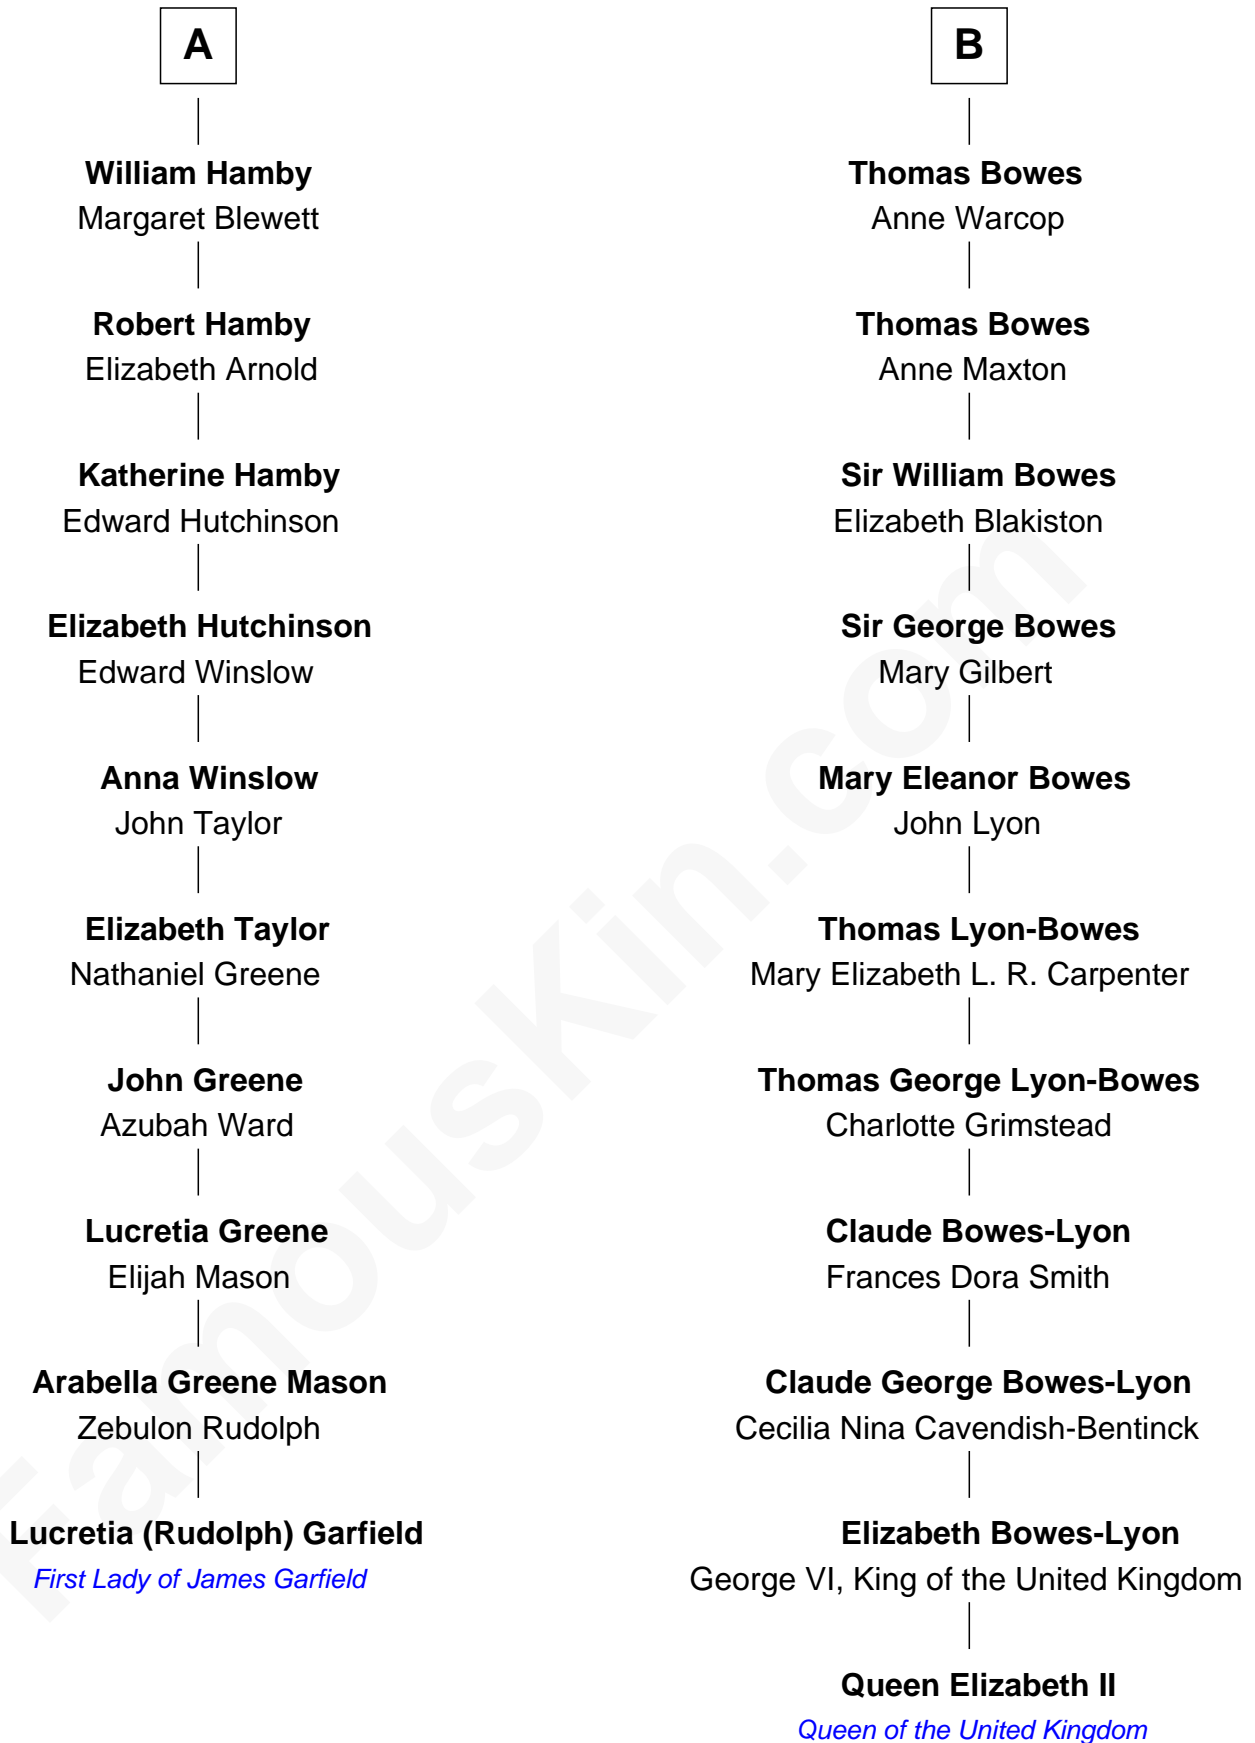 A
B
William Hamby
Margaret Blewett
Thomas Bowes
Anne Warcop
Robert Hamby
Elizabeth Arnold
Thomas Bowes
Anne Maxton
Katherine Hamby
Edward Hutchinson
Sir William Bowes
Elizabeth Blakiston
Elizabeth Hutchinson
Edward Winslow
Sir George Bowes
Mary Gilbert
Anna Winslow
John Taylor
Mary Eleanor Bowes
John Lyon
Elizabeth Taylor
Nathaniel Greene
Thomas Lyon-Bowes
Mary Elizabeth L. R. Carpenter
John Greene
Azubah Ward
Thomas George Lyon-Bowes
Charlotte Grimstead
Lucretia Greene
Elijah Mason
Claude Bowes-Lyon
Frances Dora Smith
Arabella Greene Mason
Zebulon Rudolph
Claude George Bowes-Lyon
Cecilia Nina Cavendish-Bentinck
Lucretia (Rudolph) Garfield
First Lady of James Garfield
Elizabeth Bowes-Lyon
George VI, King of the United Kingdom
Queen Elizabeth II
Queen of the United Kingdom
FamousKin.com